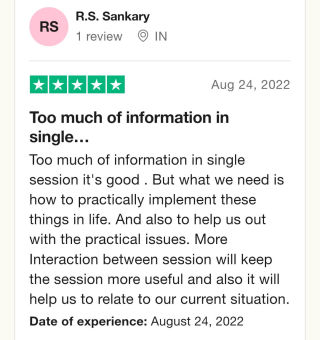 RS
R.S. Sankary
1 review
IN
Aug 24, 2022
Too much of information in
single...
Too much of information in single
session it's good . But what we need is
how to practically implement these
things in life. And also to help us out
with the practical issues. More
Interaction between session will keep
the session more useful and also it will
help us to relate to our current situation.
Date of experience: August 24, 2022